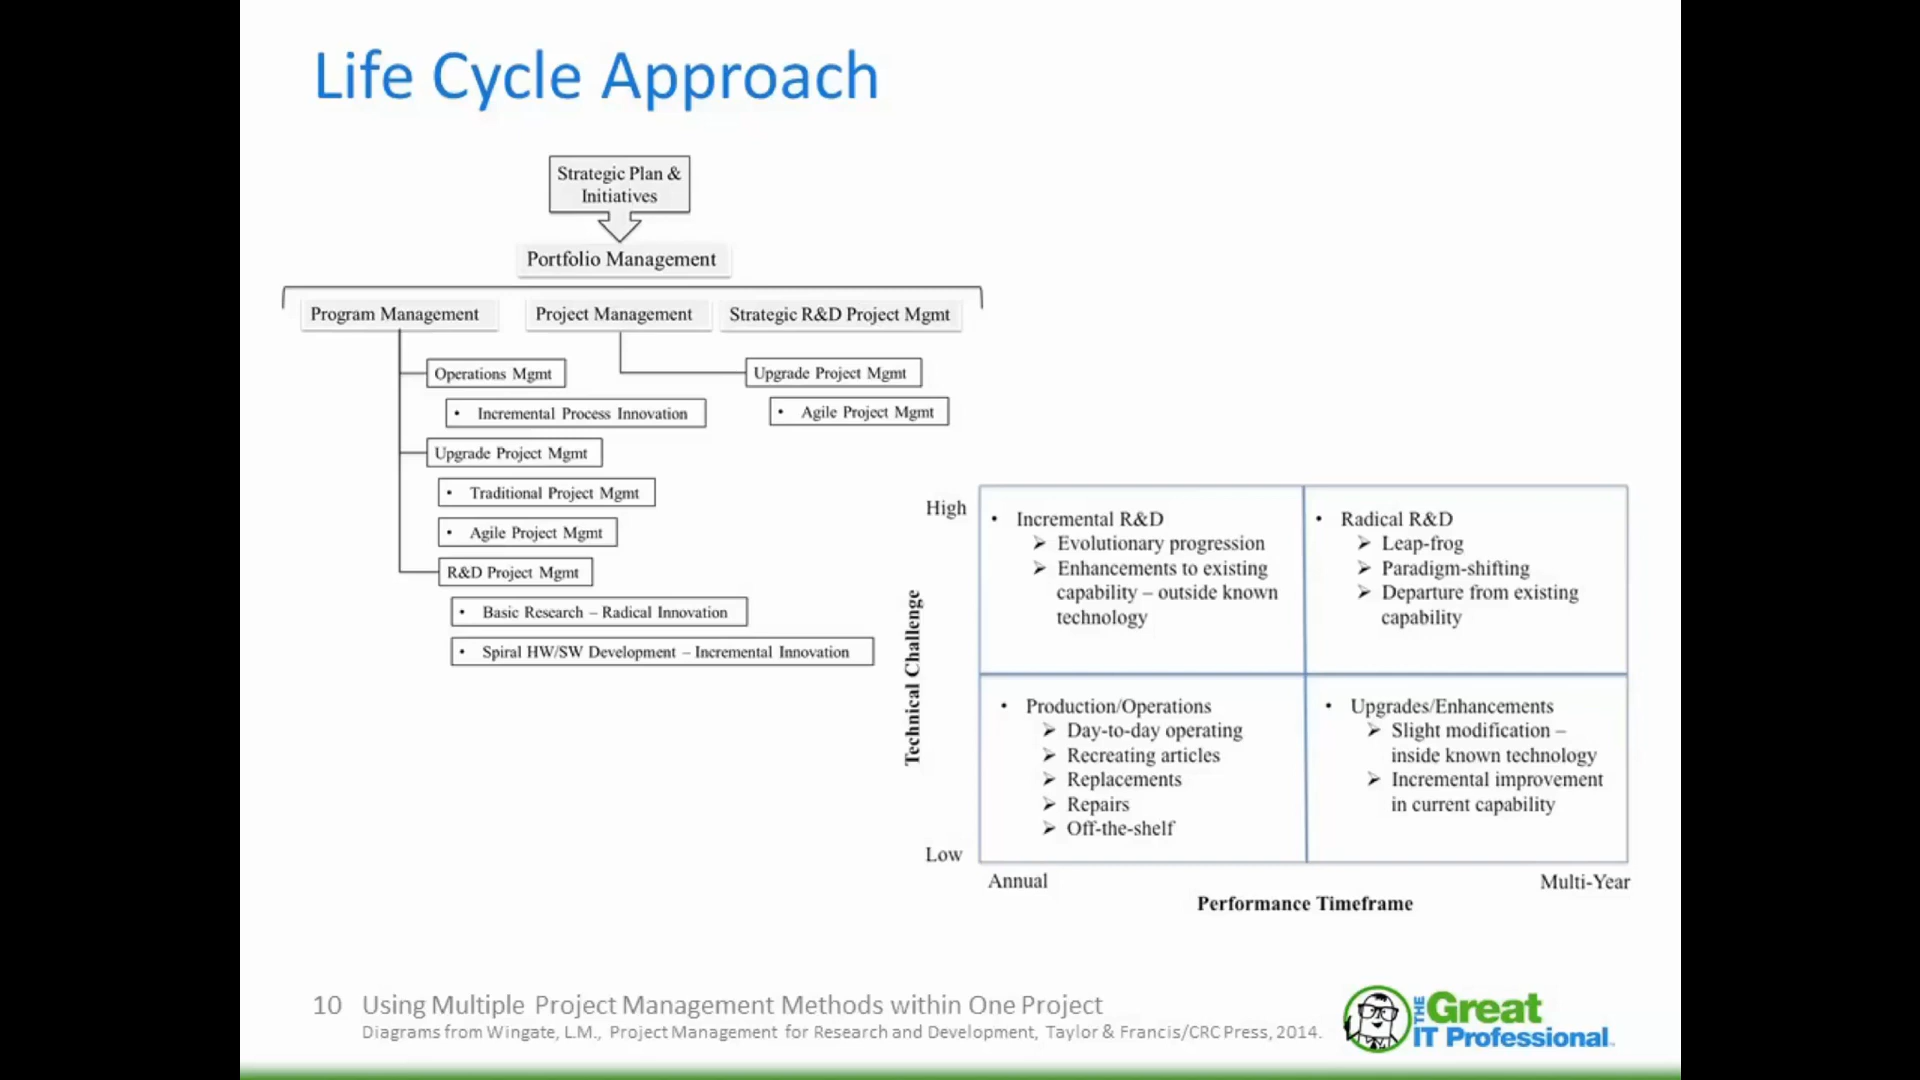 Life Cycle Approach
Strategic Plan &
Initiatives
Portfolio Management
Program Management
Project Management
Strategic R&D Project Mgmt
Operations Mgmt
• Incremental Process Innovation
Upgrade Project Mgmt
• Traditional Project Mgmt
• Agile Project Mgmt
R&D Project Mgmt
• Basic Research – Radical Innovation
• Spiral HW/SW Development – Incremental Innovation
Upgrade Project Mgmt
• Agile Project Mgmt
Technical Challenge
High
Low
• Incremental R&D
➢ Evolutionary progression
➢ Enhancements to existing
capability – outside known
technology
• Radical R&D
➢ Leap-frog
➢ Paradigm-shifting
➢ Departure from existing
capability
• Production/Operations
➢ Day-to-day operating
➢ Recreating articles
➢ Replacements
➢ Repairs
➢ Off-the-shelf
• Upgrades/Enhancements
➢ Slight modification –
inside known technology
➢ Incremental improvement
in current capability
Annual
Multi-Year
Performance Timeframe
10 Using Multiple Project Management Methods within One Project
Diagrams from Wingate, L.M., Project Management for Research and Development, Taylor & Francis/CRC Press, 2014.
THE Great
IT Professional